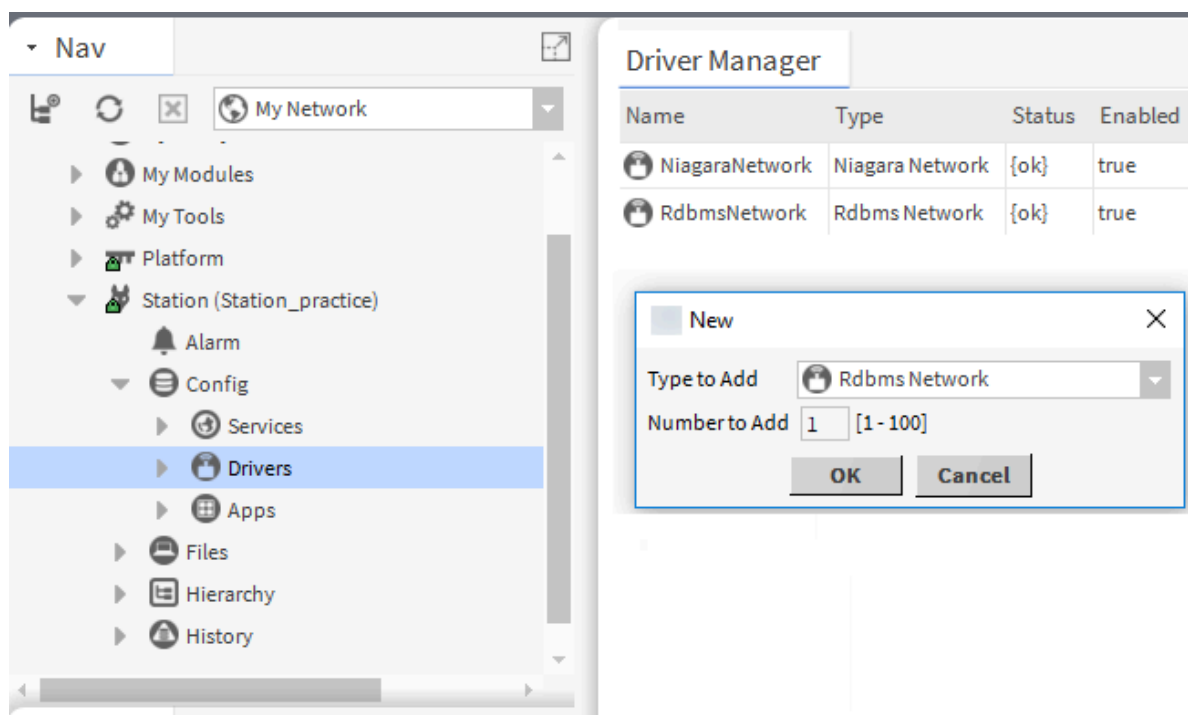 Nav
My Network
My Modules
My Tools
Platform
Station (Station_practice)
Alarm
Config
Services
Drivers
Apps
Files
Hierarchy
History
Driver Manager
Name Type Status Enabled
NiagaraNetwork Niagara Network {ok} true
RdbmsNetwork Rdbms Network {ok} true
New
Type to Add Rdbms Network
Number to Add 1 [1 - 100]
OK Cancel